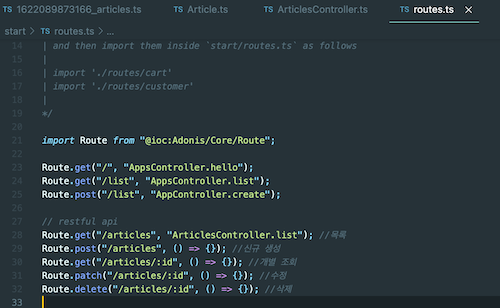 TS 1622089873166_articles.ts TS Article.ts TS ArticlesController.ts TS routes.ts ×
start > TS routes.ts > ...
14 | and then import them inside `start/routes.ts` as follows
15 |
16 | import './routes/cart'
17 | import './routes/customer'
18 |
19 */
20
21 import Route from "@ioc:Adonis/Core/Route";
22
23 Route.get("/", "AppsController.hello");
24 Route.get("/list", "AppsController.list");
25 Route.post("/list", "AppController.create");
26
27 // restful api
28 Route.get("/articles", "ArticlesController.list"); //목록
29 Route.post("/articles", () => {}); //신규 생성
30 Route.get("/articles/:id", () => {}); //개별 조회
31 Route.patch("/articles/:id", () => {}); //수정
32 Route.delete("/articles/:id", () => {}); //삭제
33